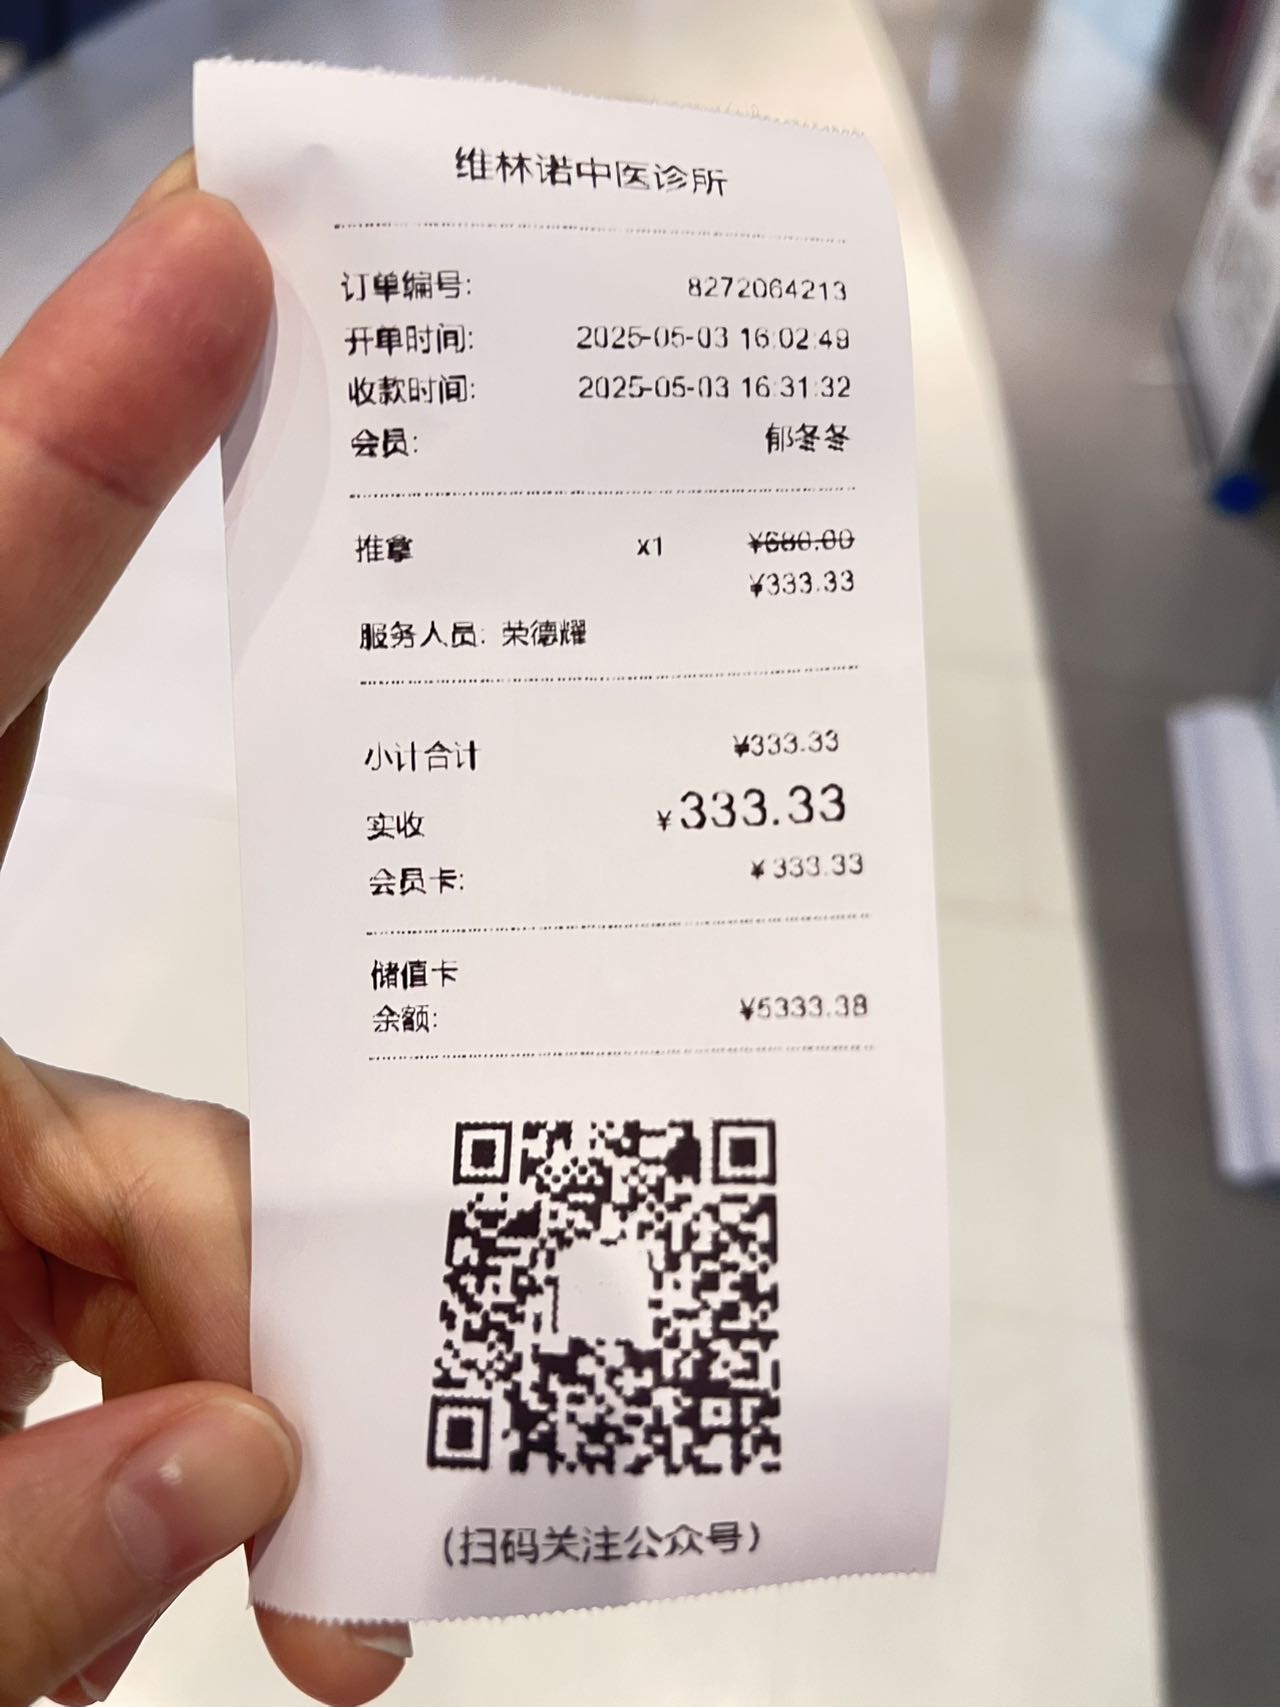 维林诺中医诊所
订单编号: 8272064213
开单时间: 2025-05-03 16:02:49
收款时间: 2025-05-03 16:31:32
会员: 郁冬冬
推拿 x1 ¥680.00
¥333.33
服务人员: 荣德耀
小计合计 ¥333.33
实收 ¥333.33
会员卡: ¥333.33
储值卡
余额: ¥5333.38
(扫码关注公众号)